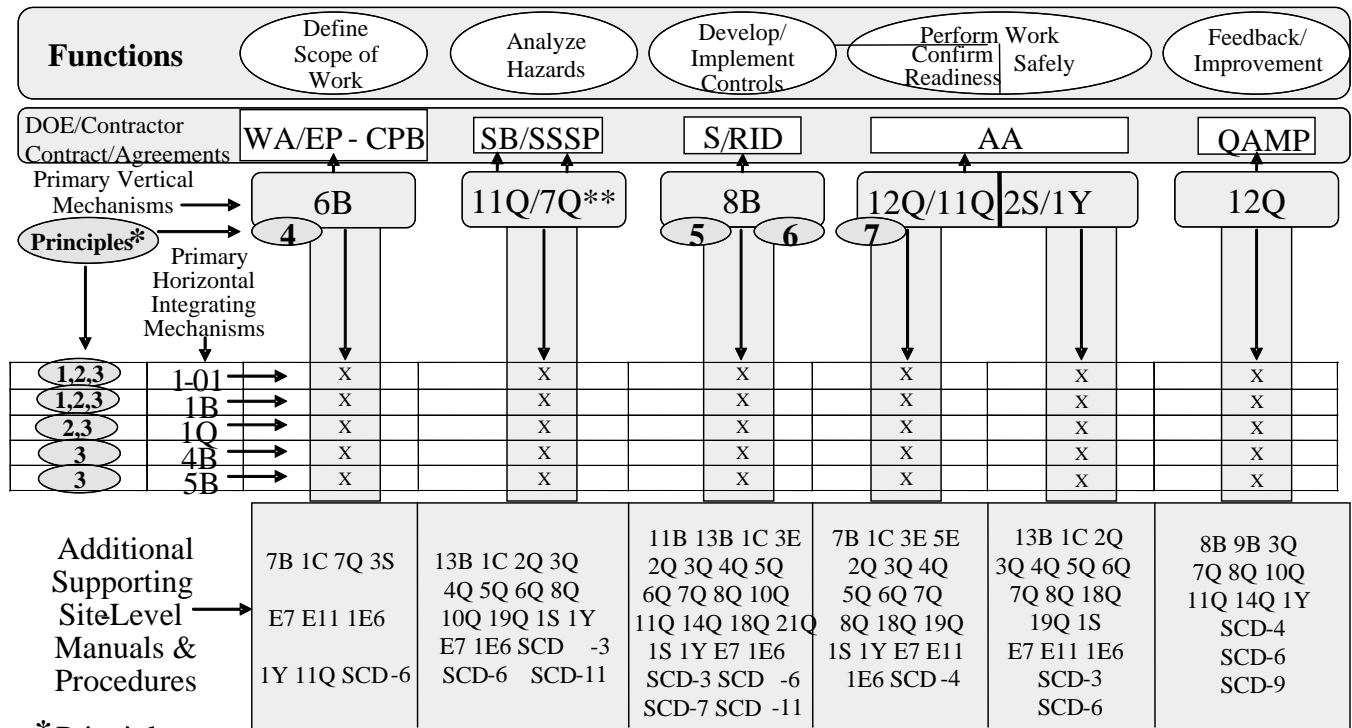 Functions
Define
Scope of
Work
Analyze
Hazards
Develop/
Implement
Controls
Perform Work
Confirm
Readiness
Safely
Feedback/
Improvement
DOE/Contractor
Contract/Agreements
WA/EP - CPB
SB/SSSP
S/RID
AA
QAMP
Primary Vertical
Mechanisms
6B
11Q/7Q**
8B
12Q/11Q
2S/1Y
12Q
Principles*
4
5
6
7
Primary
Horizontal
Integrating
Mechanisms
1,2,3 1-01 X X X X X X
1,2,3 1B X X X X X X
2,3 1Q X X X X X X
3 4B X X X X X X
3 5B X X X X X X
Additional
Supporting
Site-Level
Manuals &
Procedures
7B 1C 7Q 3S
E7 E11 1E6
1Y 11Q SCD-6
13B 1C 2Q 3Q
4Q 5Q 6Q 8Q
10Q 19Q 1S 1Y
E7 1E6 SCD -3
SCD-6 SCD-11
11B 13B 1C 3E
2Q 3Q 4Q 5Q
6Q 7Q 8Q 10Q
11Q 14Q 18Q 21Q
1S 1Y E7 1E6
SCD-3 SCD -6
SCD-7 SCD -11
7B 1C 3E 5E
2Q 3Q 4Q
5Q 6Q 7Q
8Q 18Q 19Q
1S 1Y E7 E11
1E6 SCD -4
13B 1C 2Q
3Q 4Q 5Q 6Q
7Q 8Q 18Q
19Q 1S
E7 E11 1E6
SCD-3
SCD-6
8B 9B 3Q
7Q 8Q 10Q
11Q 14Q 1Y
SCD-4
SCD-6
SCD-9